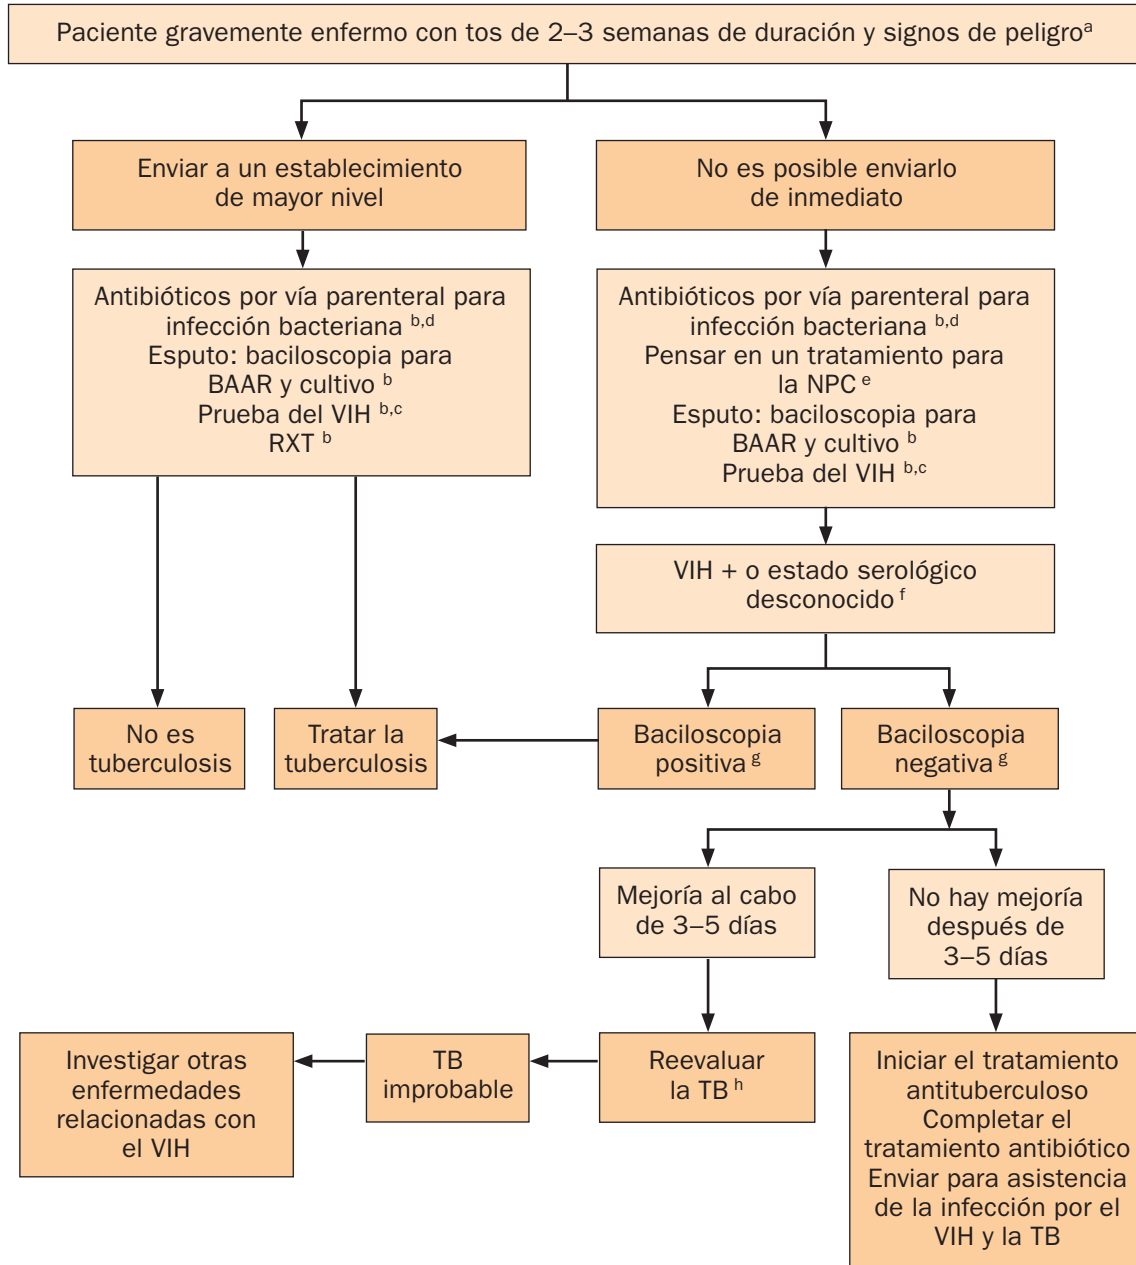 Paciente gravemente enfermo con tos de 2–3 semanas de duración y signos de peligro a
Enviar a un establecimiento
de mayor nivel
No es posible enviarlo
de inmediato
Antibióticos por vía parenteral para
infección bacteriana b,d
Esputo: baciloscopia para
BAAR y cultivo b
Prueba del VIH b,c
RXT b
Antibióticos por vía parenteral para
infección bacteriana b,d
Pensar en un tratamiento para
la NPC e
Esputo: baciloscopia para
BAAR y cultivo b
Prueba del VIH b,c
VIH + o estado serológico
desconocido f
No es
tuberculosis
Tratar la
tuberculosis
Baciloscopia
positiva g
Baciloscopia
negativa g
Mejoría al cabo
de 3–5 días
No hay mejoría
después de
3–5 días
Investigar otras
enfermedades
relacionadas con
el VIH
TB
improbable
Reevaluar
la TB h
Iniciar el tratamiento
antituberculoso
Completar el
tratamiento antibiótico
Enviar para asistencia
de la infección por el
VIH y la TB